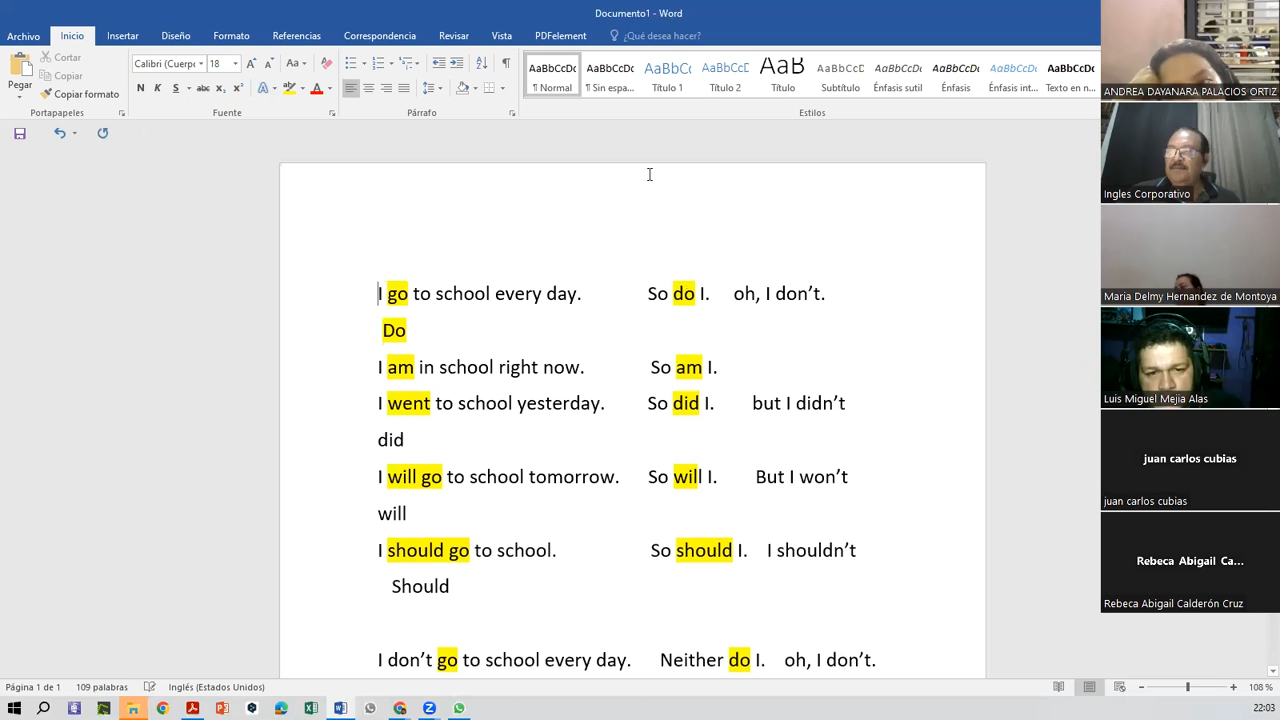 Documento1 - Word
Archivo Inicio Insertar Diseño Formato Referencias Correspondencia Revisar Vista PDFelement ¿Qué desea hacer?
Pegar
Cortar
Copiar
Copiar formato
Portapapeles
Calibri (Cuerpo 18
N K S abc x₂ x²
Fuente
Párrafo
AaBbCcDc AaBbCcDc AaBbCc AaBbCcD AaB AaBbCcD AaBbCcDc AaBbCcDc AaBbCcDc AaBbCcDc
¶ Normal ¶ Sin espa... Título 1 Título 2 Título Subtítulo Énfasis sutil Énfasis Énfasis int... Texto en n...
Estilos
I go to school every day. So do I. oh, I don’t.
Do
I am in school right now. So am I.
I went to school yesterday. So did I. but I didn’t
did
I will go to school tomorrow. So will I. But I won’t
will
I should go to school. So should I. I shouldn’t
Should
I don’t go to school every day. Neither do I. oh, I don’t.
ANDREA DAYANARA PALACIOS ORTIZ
Ingles Corporativo
Maria Delmy Hernandez de Montoya
Luis Miguel Mejia Alas
juan carlos cubias
juan carlos cubias
Rebeca Abigail Ca...
Rebeca Abigail Calderón Cruz
Página 1 de 1 109 palabras Inglés (Estados Unidos) 108 %
22:03